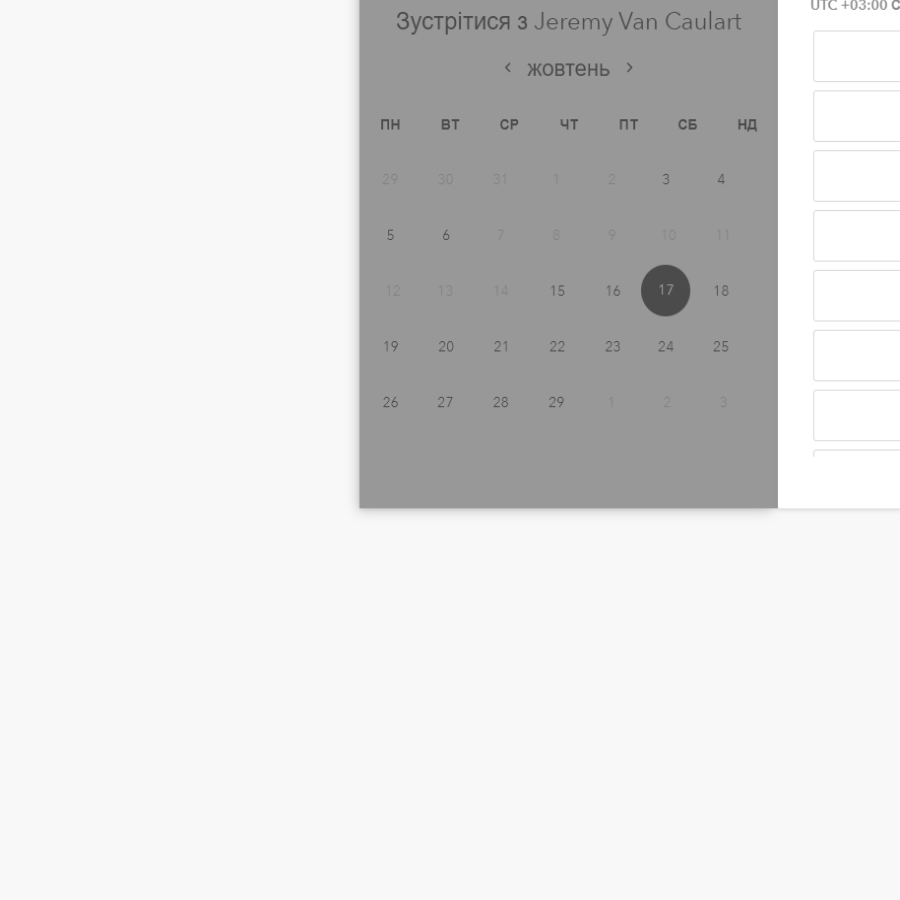 Зустрітися з Jeremy Van Caulart
‹ жовтень ›
ПН ВТ СР ЧТ ПТ СБ НД
29 30 31 1 2 3 4
5 6 7 8 9 10 11
12 13 14 15 16 17 18
19 20 21 22 23 24 25
26 27 28 29 1 2 3
UTC +03:00